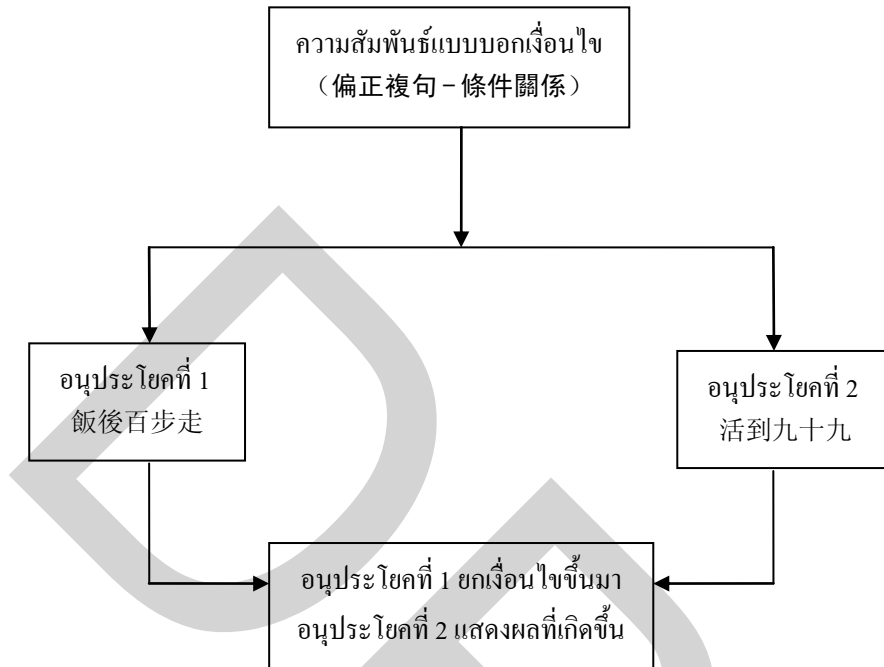 ความสัมพันธ์แบบบอกเงื่อนไข
（偏正複句–條件關係）
อนุประโยคที่ 1
飯後百步走
อนุประโยคที่ 2
活到九十九
อนุประโยคที่ 1 ยกเงื่อนไขขึ้นมา
อนุประโยคที่ 2 แสดงผลที่เกิดขึ้น